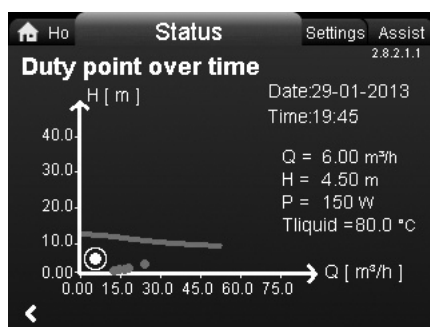 Ho Status Settings Assist
2.8.2.1.1
Duty point over time
H [ m ]
Date:29-01-2013
Time:19:45
40.0
30.0
20.0
10.0
0.00
Q = 6.00 m³/h
H = 4.50 m
P = 150 W
Tliquid =80.0 °C
Q [ m³/h ]
0.00 15.0 30.0 45.0 60.0 75.0